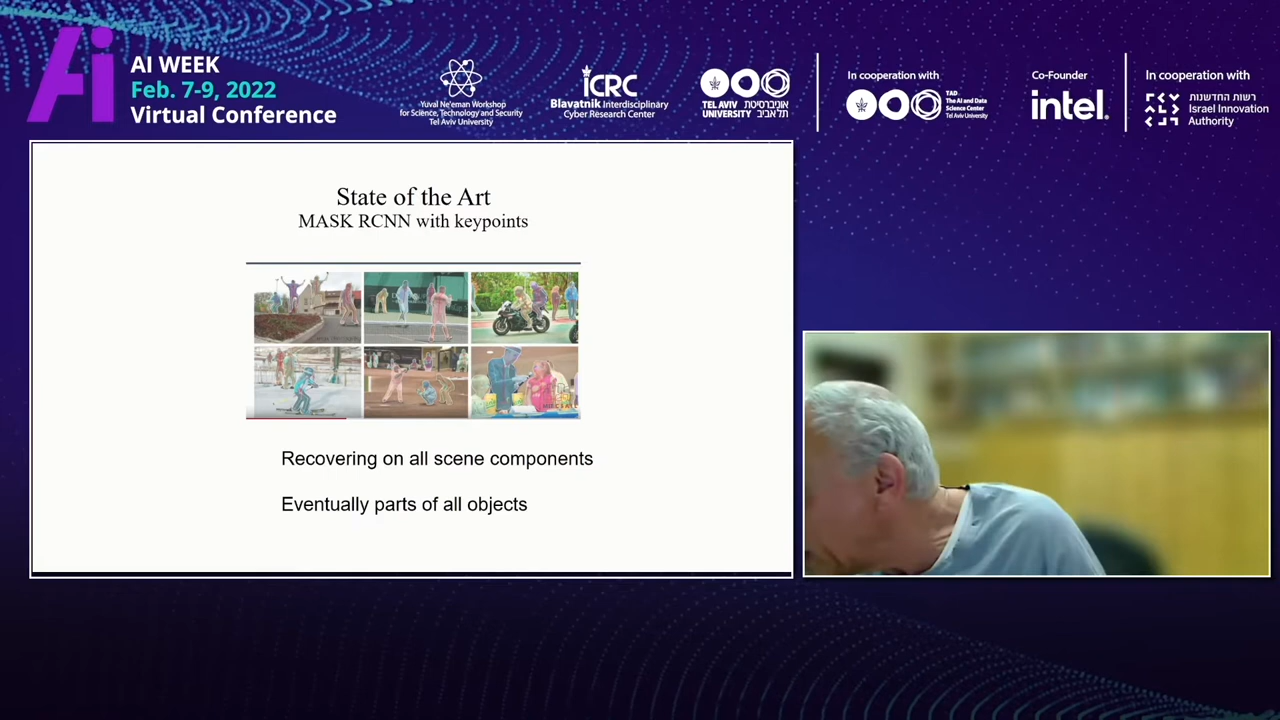 Ai
AI WEEK
Feb. 7-9, 2022
Virtual Conference
Yuval Ne'eman Workshop
for Science, Technology and Security
Tel Aviv University
iCRC
Blavatnik Interdisciplinary
Cyber Research Center
TEL AVIV אוניברסיטת
UNIVERSITY תל אביב
In cooperation with
TAD
The AI and Data
Science Center
Tel Aviv University
Co-Founder
intel.
In cooperation with
רשות החדשנות
Israel Innovation
Authority
State of the Art
MASK RCNN with keypoints
Recovering on all scene components
Eventually parts of all objects